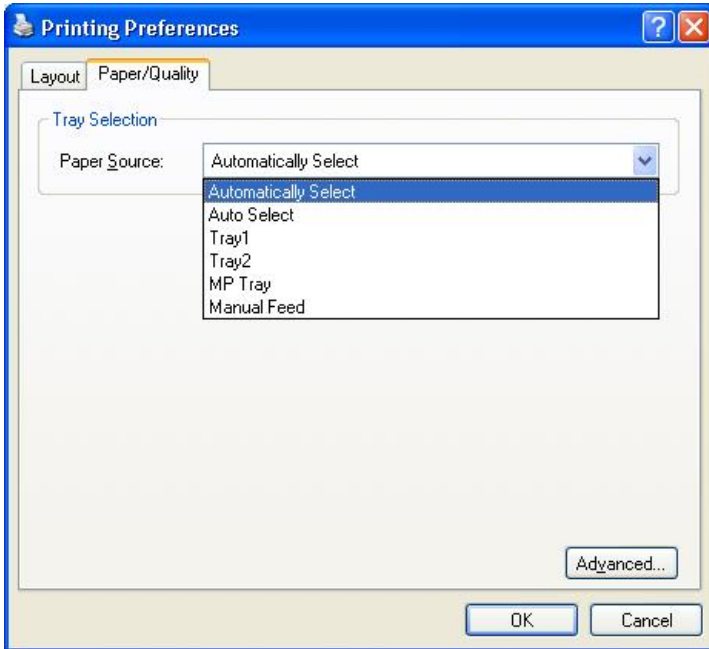 Printing Preferences
Layout Paper/Quality
Tray Selection
Paper Source: Automatically Select
Automatically Select
Auto Select
Tray1
Tray2
MP Tray
Manual Feed
Advanced...
OK Cancel